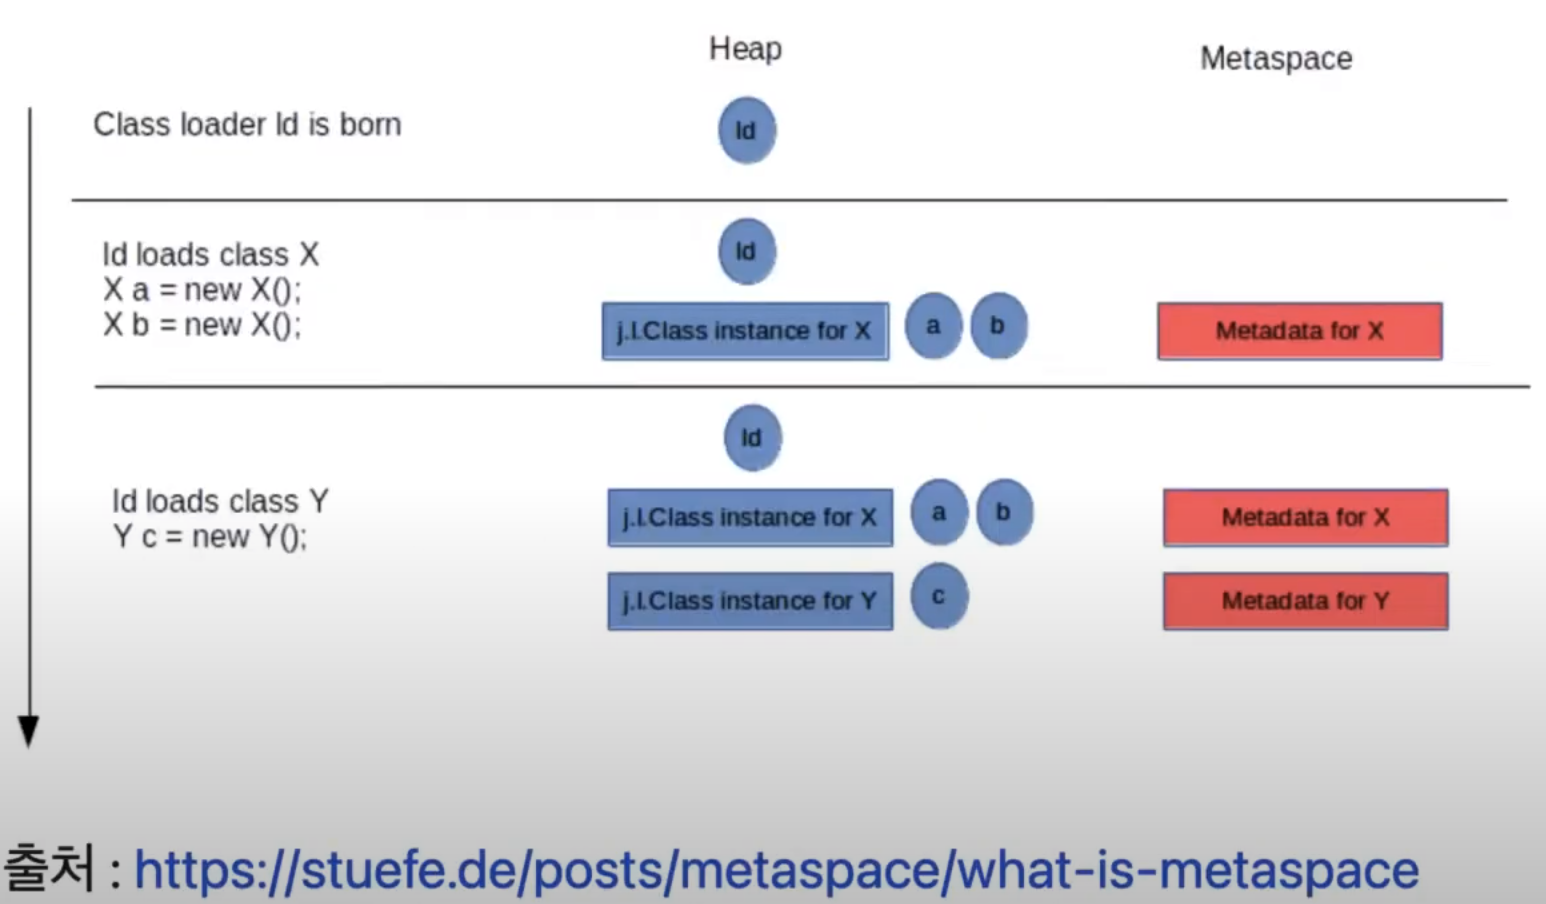 Heap
Metaspace
Class loader ld is born
ld
ld loads class X
X a = new X();
X b = new X();
ld
j.l.Class instance for X
a
b
Metadata for X
ld
ld loads class Y
Y c = new Y();
j.l.Class instance for X
a
b
Metadata for X
j.l.Class instance for Y
c
Metadata for Y
출처 : https://stuefe.de/posts/metaspace/what-is-metaspace